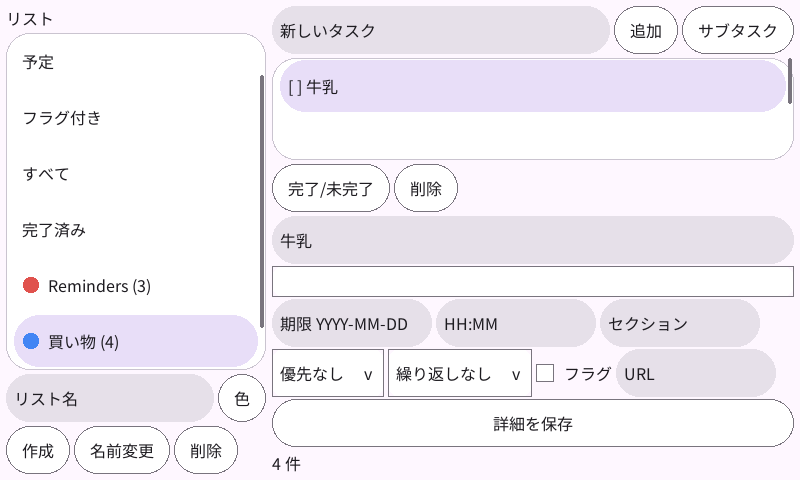 リスト
予定
フラグ付き
すべて
完了済み
Reminders (3)
買い物 (4)
リスト名
色
作成
名前変更
削除
新しいタスク
追加
サブタスク
[ ] 牛乳
完了/未完了
削除
牛乳
期限 YYYY-MM-DD
HH:MM
セクション
優先なし
v
繰り返しなし
v
フラグ
URL
詳細を保存
4 件